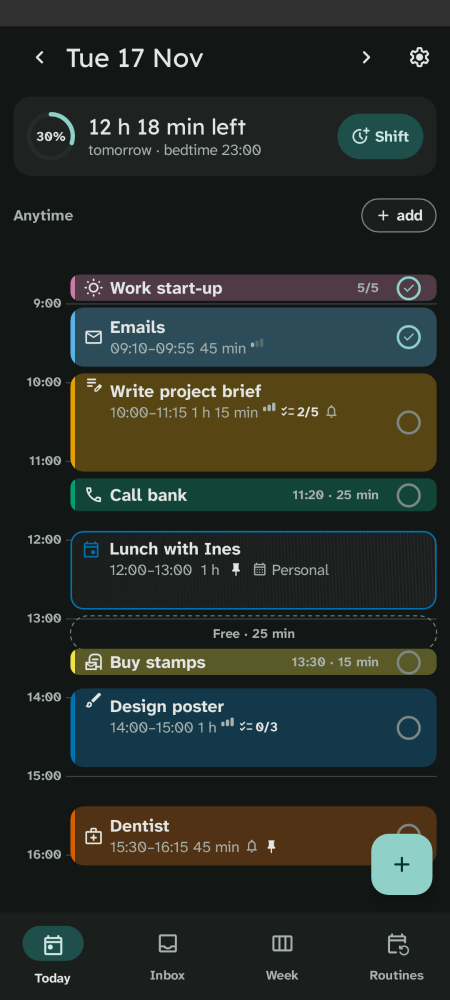 Tue 17 Nov
30%
12 h 18 min left
tomorrow · bedtime 23:00
Shift
Anytime
+ add
Work start-up 5/5
9:00
Emails
09:10–09:55 45 min
10:00
Write project brief
10:00–11:15 1 h 15 min 2/5
11:00
Call bank 11:20 · 25 min
12:00
Lunch with Ines
12:00–13:00 1 h Personal
13:00
Free · 25 min
Buy stamps 13:30 · 15 min
14:00
Design poster
14:00–15:00 1 h 0/3
15:00
Dentist
15:30–16:15 45 min
16:00
Today Inbox Week Routines